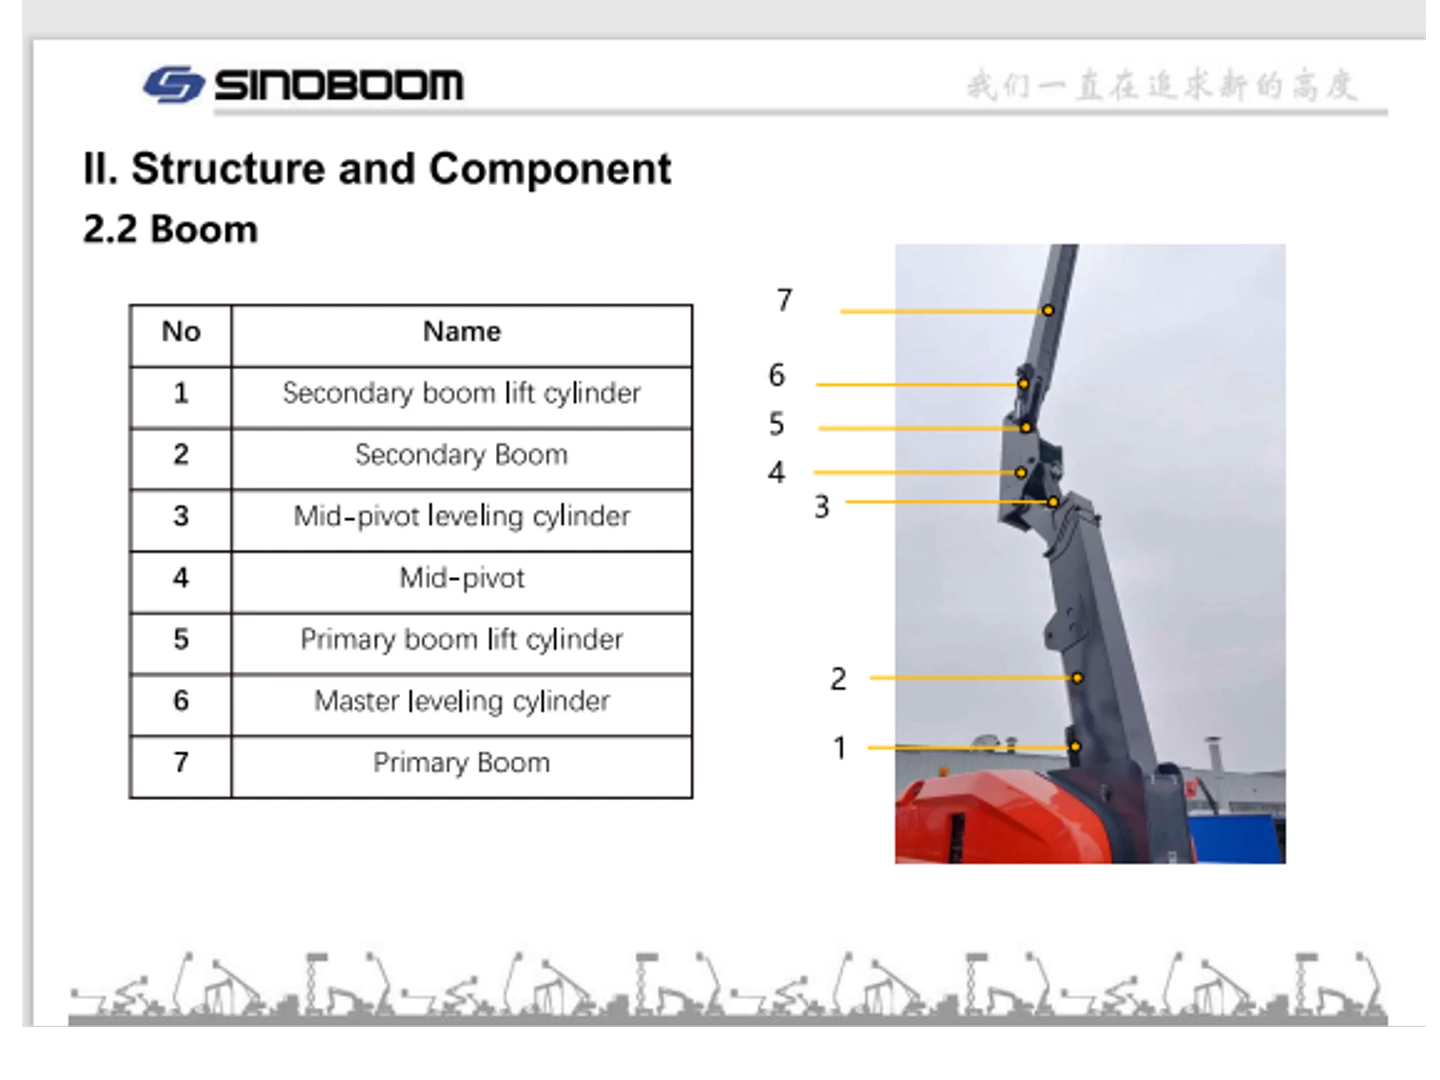 SINOBOOM
我们一直在追求新的高度
II. Structure and Component
2.2 Boom
No Name
1 Secondary boom lift cylinder
2 Secondary Boom
3 Mid-pivot leveling cylinder
4 Mid-pivot
5 Primary boom lift cylinder
6 Master leveling cylinder
7 Primary Boom
7
6
5
4
3
2
1